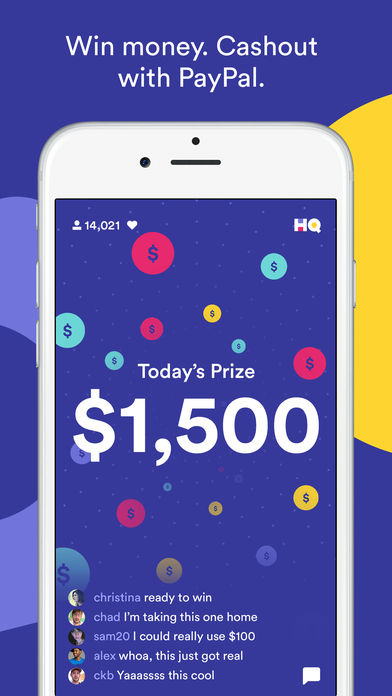 Win money. Cashout
with PayPal.
14,021
HQ
$
$
$
$
$
$
$
$
Today's Prize
$1,500
$
$
$
$
$
$
$
$
christina ready to win
chad I'm taking this one home
sam20 I could really use $100
alex whoa, this just got real
ckb Yaaassss this cool